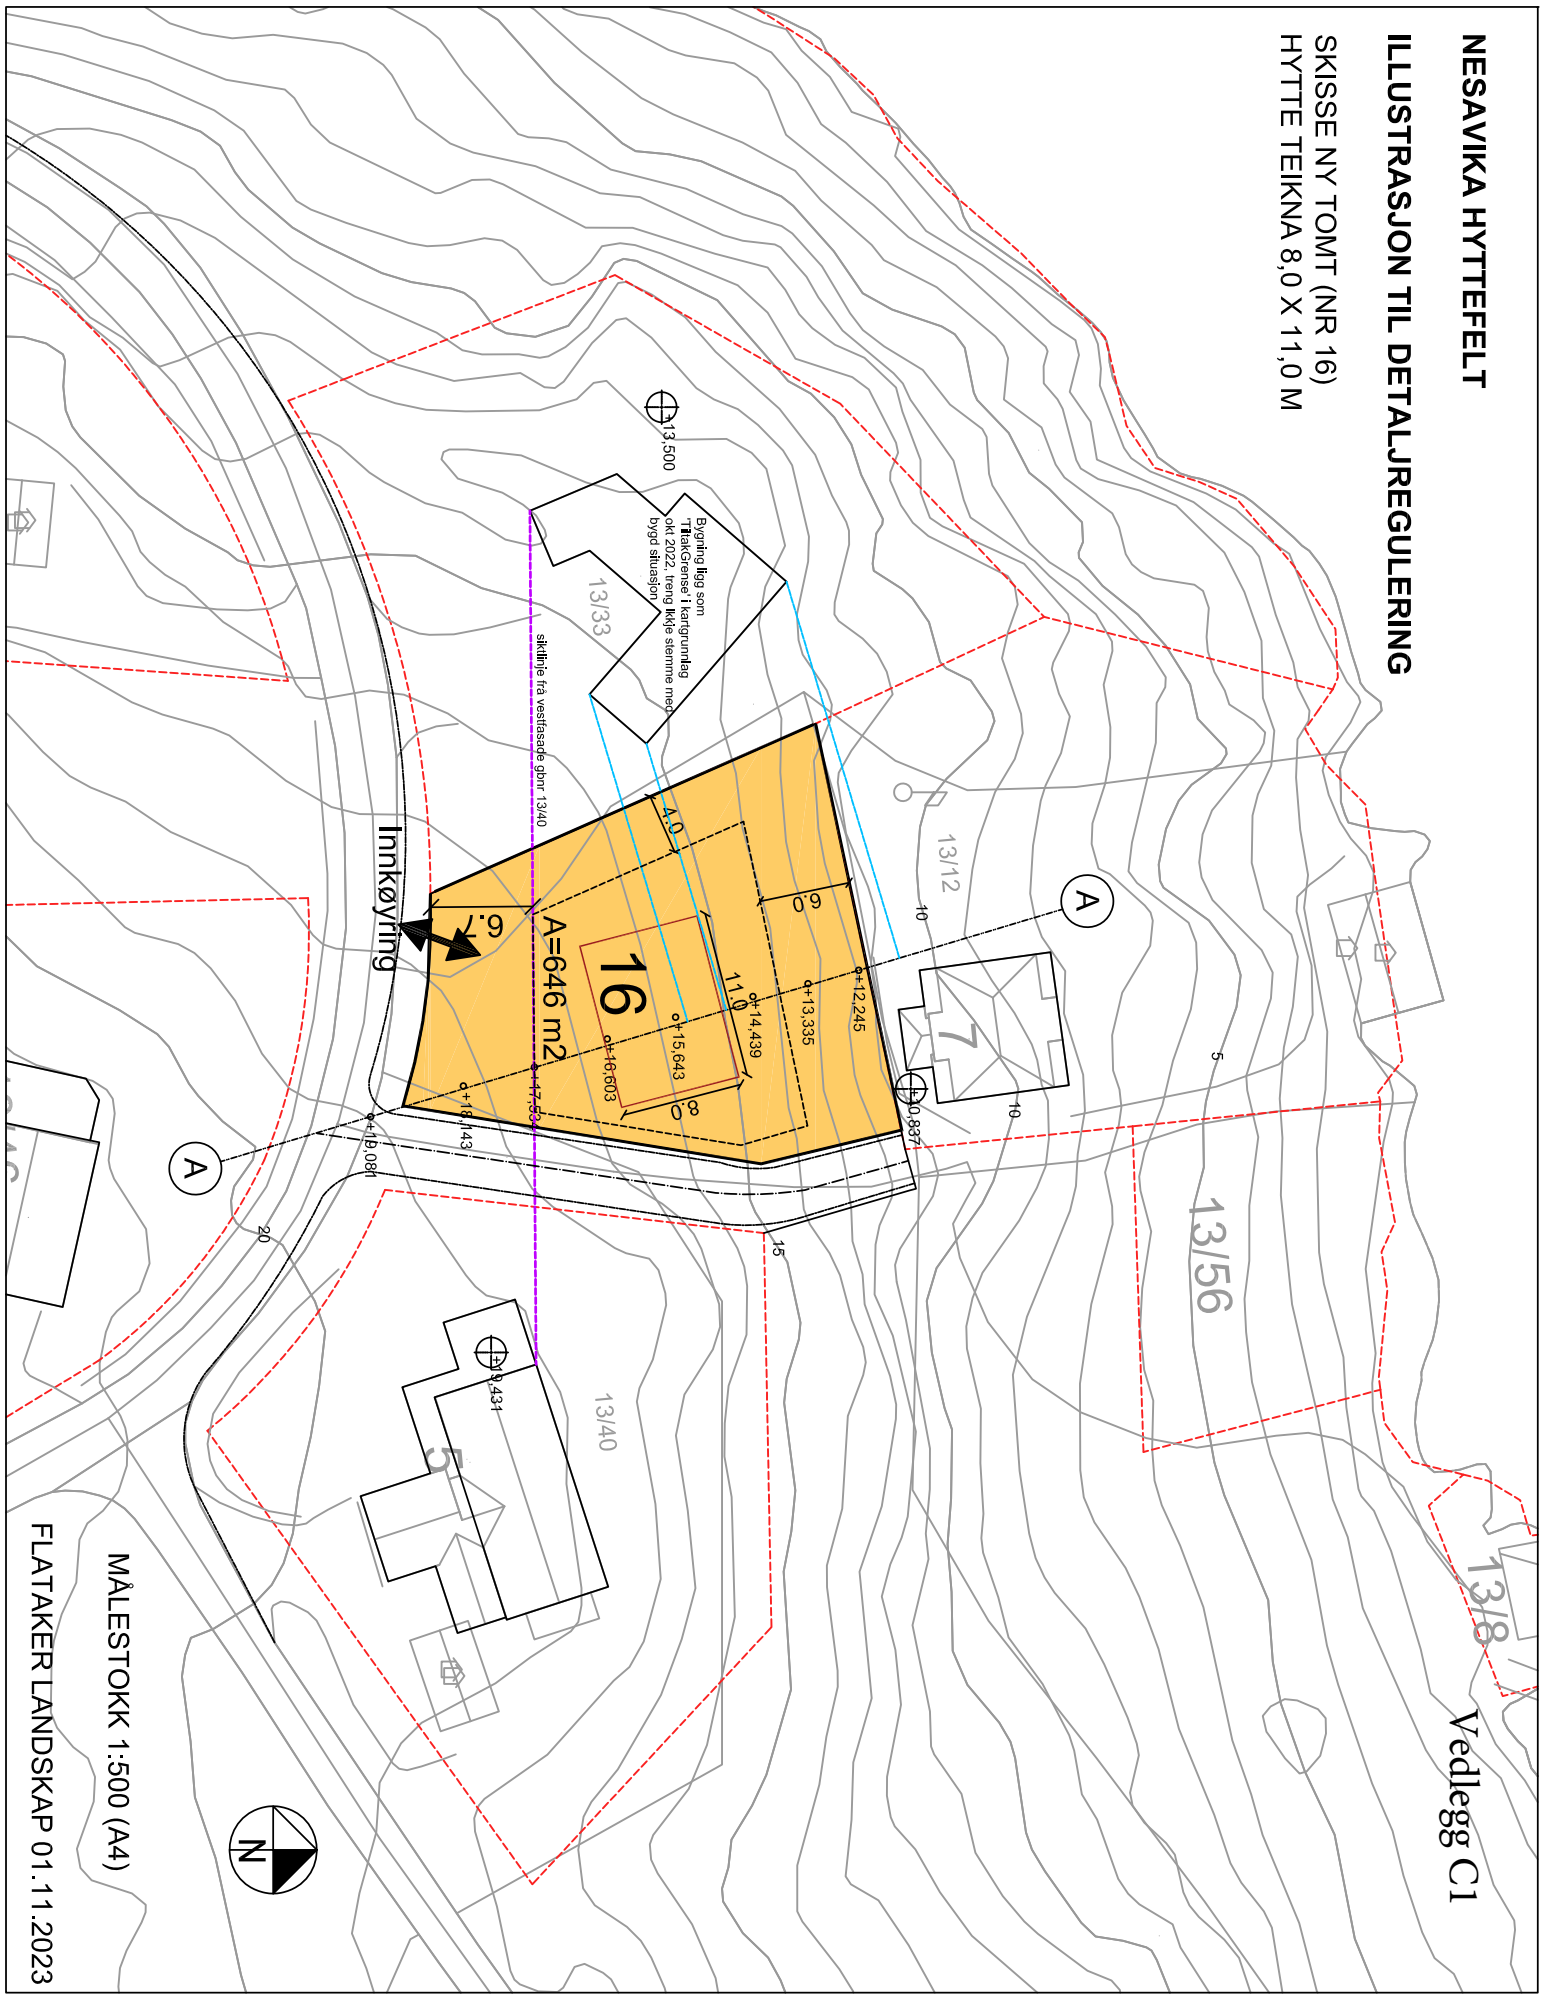 NESAVIKA HYTTEFELT
ILLUSTRASJON TIL DETALJREGULERING
SKISSE NY TOMT (NR 16)
HYTTE TEIKNA 8,0 X 11,0 M
Vedlegg C1
13/8
13/56
5
10
10
13/12
7
A
+10,837
+12,245
+13,335
+14,439
+15,643
+16,603
+18,143
+19,081
A
6.0
4.0
11.0
8.0
16
A=646 m2
Innkøyring
15
20
+13,500
Bygning ligg som
'TiltakGrense' i kartgrunnlag
okt 2022, treng ikkje stemme med
bygd situasjon
13/33
siktlinje frå vestfasade gbnr 13/40
13/40
+19,431
5
N
MÅLESTOKK 1:500 (A4)
FLATAKER LANDSKAP 01.11.2023